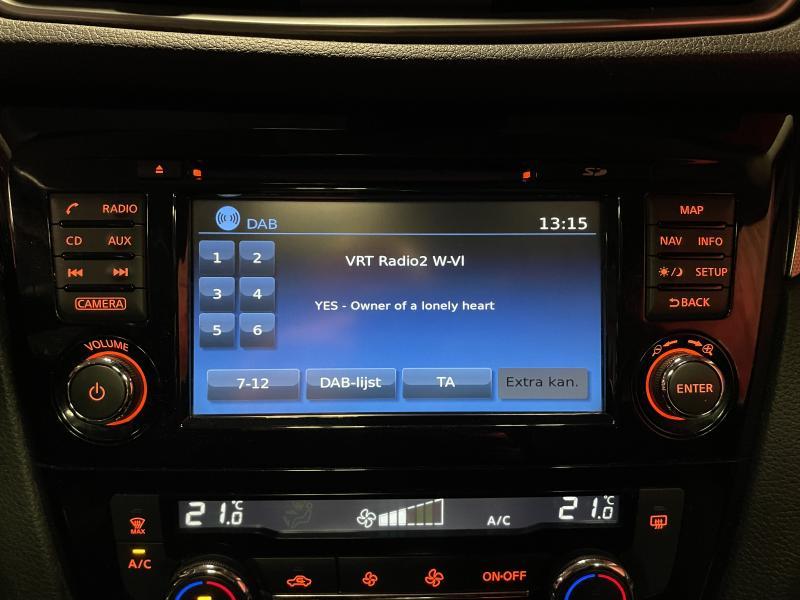 SD
RADIO
CD AUX
CAMERA
VOLUME
DAB
13:15
1 2
VRT Radio2 W-Vl
3 4
YES - Owner of a lonely heart
5 6
7-12 DAB-lijst TA Extra kan.
MAP
NAV INFO
SETUP
BACK
ENTER
21.0 °C
A/C
21.0 °C
MAX
A/C
ON·OFF